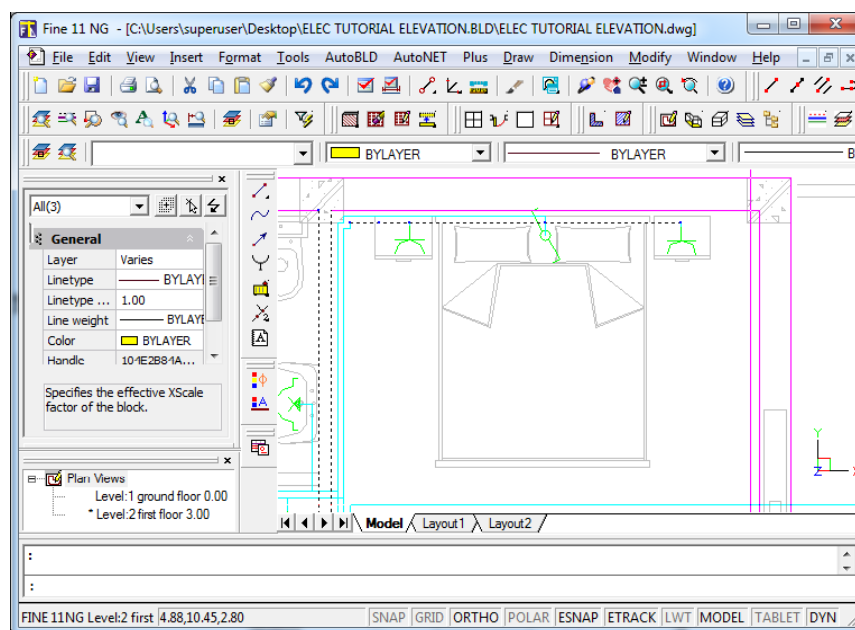 Fine 11 NG - [C:\Users\superuser\Desktop\ELEC TUTORIAL ELEVATION.BLD\ELEC TUTORIAL ELEVATION.dwg]
File Edit View Insert Format Tools AutoBLD AutoNET Plus Draw Dimension Modify Window Help
BYLAYER BYLAYER B
All(3)
General
Layer Varies
Linetype BYLAYI
Linetype ... 1.00
Line weight BYLAYE
Color BYLAYER
Handle 104E2B84A...
Specifies the effective XScale
factor of the block.
Plan Views
Level:1 ground floor 0.00
* Level:2 first floor 3.00
Y
Z X
Model Layout1 Layout2
:
:
FINE 11NG Level:2 first 4.88,10.45,2.80 SNAP GRID ORTHO POLAR ESNAP ETRACK LWT MODEL TABLET DYN